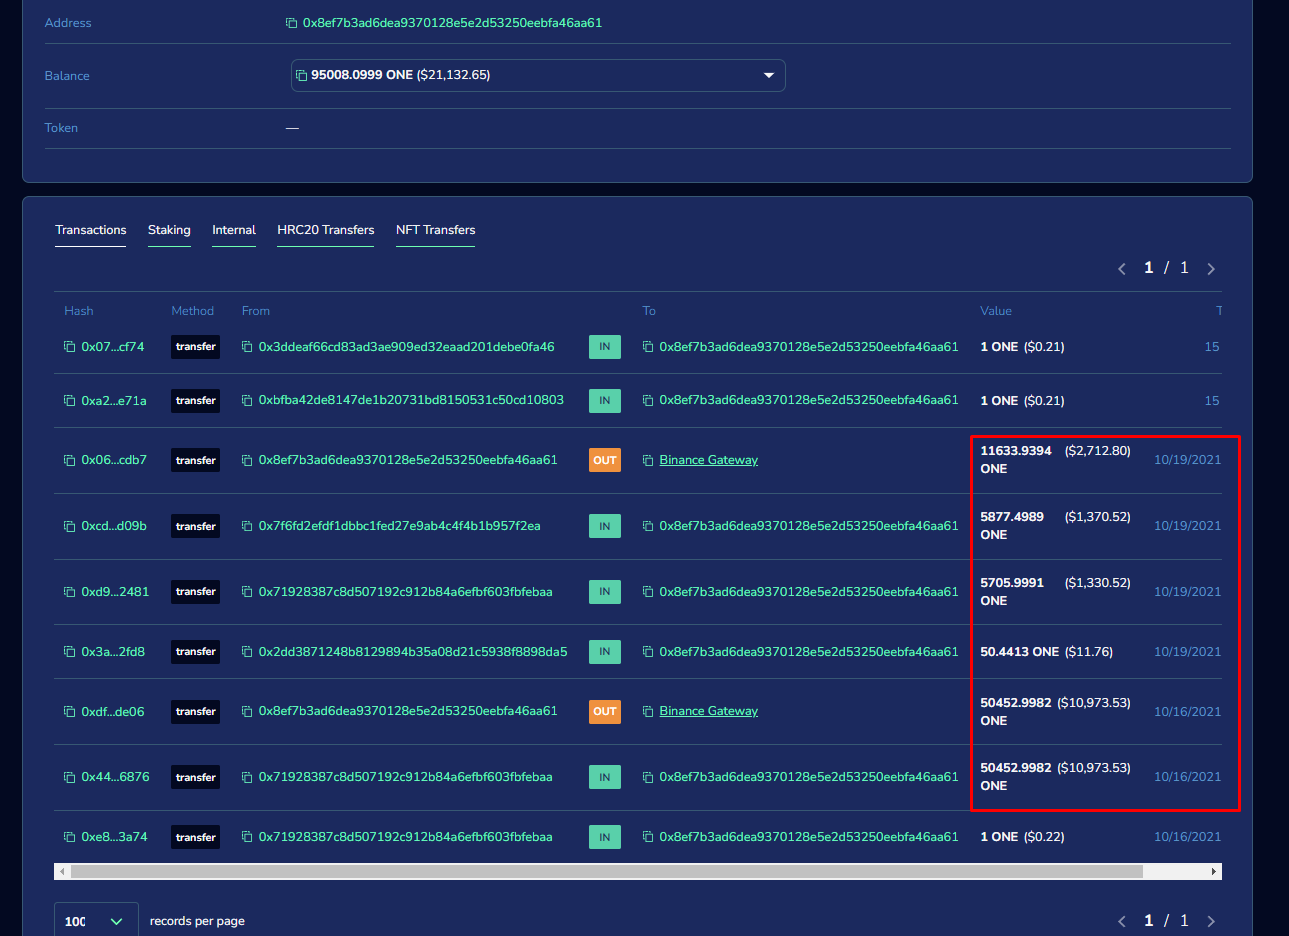 Address 0x8ef7b3ad6dea9370128e5e2d53250eebfa46aa61
Balance 95008.0999 ONE ($21,132.65)
Token —
Transactions Staking Internal HRC20 Transfers NFT Transfers
1 / 1
Hash Method From To Value T
0x07...cf74 transfer 0x3ddeaf66cd83ad3ae909ed32eaad201debe0fa46 IN 0x8ef7b3ad6dea9370128e5e2d53250eebfa46aa61 1 ONE ($0.21) 15
0xa2...e71a transfer 0xbfba42de8147de1b20731bd8150531c50cd10803 IN 0x8ef7b3ad6dea9370128e5e2d53250eebfa46aa61 1 ONE ($0.21) 15
0x06...cdb7 transfer 0x8ef7b3ad6dea9370128e5e2d53250eebfa46aa61 OUT Binance Gateway 11633.9394 ONE ($2,712.80) 10/19/2021
0xcd...d09b transfer 0x7f6fd2efdf1dbbc1fed27e9ab4c4f4b1b957f2ea IN 0x8ef7b3ad6dea9370128e5e2d53250eebfa46aa61 5877.4989 ONE ($1,370.52) 10/19/2021
0xd9...2481 transfer 0x71928387c8d507192c912b84a6efbf603fbfebaa IN 0x8ef7b3ad6dea9370128e5e2d53250eebfa46aa61 5705.9991 ONE ($1,330.52) 10/19/2021
0x3a...2fd8 transfer 0x2dd3871248b8129894b35a08d21c5938f8898da5 IN 0x8ef7b3ad6dea9370128e5e2d53250eebfa46aa61 50.4413 ONE ($11.76) 10/19/2021
0xdf...de06 transfer 0x8ef7b3ad6dea9370128e5e2d53250eebfa46aa61 OUT Binance Gateway 50452.9982 ONE ($10,973.53) 10/16/2021
0x44...6876 transfer 0x71928387c8d507192c912b84a6efbf603fbfebaa IN 0x8ef7b3ad6dea9370128e5e2d53250eebfa46aa61 50452.9982 ONE ($10,973.53) 10/16/2021
0xe8...3a74 transfer 0x71928387c8d507192c912b84a6efbf603fbfebaa IN 0x8ef7b3ad6dea9370128e5e2d53250eebfa46aa61 1 ONE ($0.22) 10/16/2021
100 records per page 1 / 1